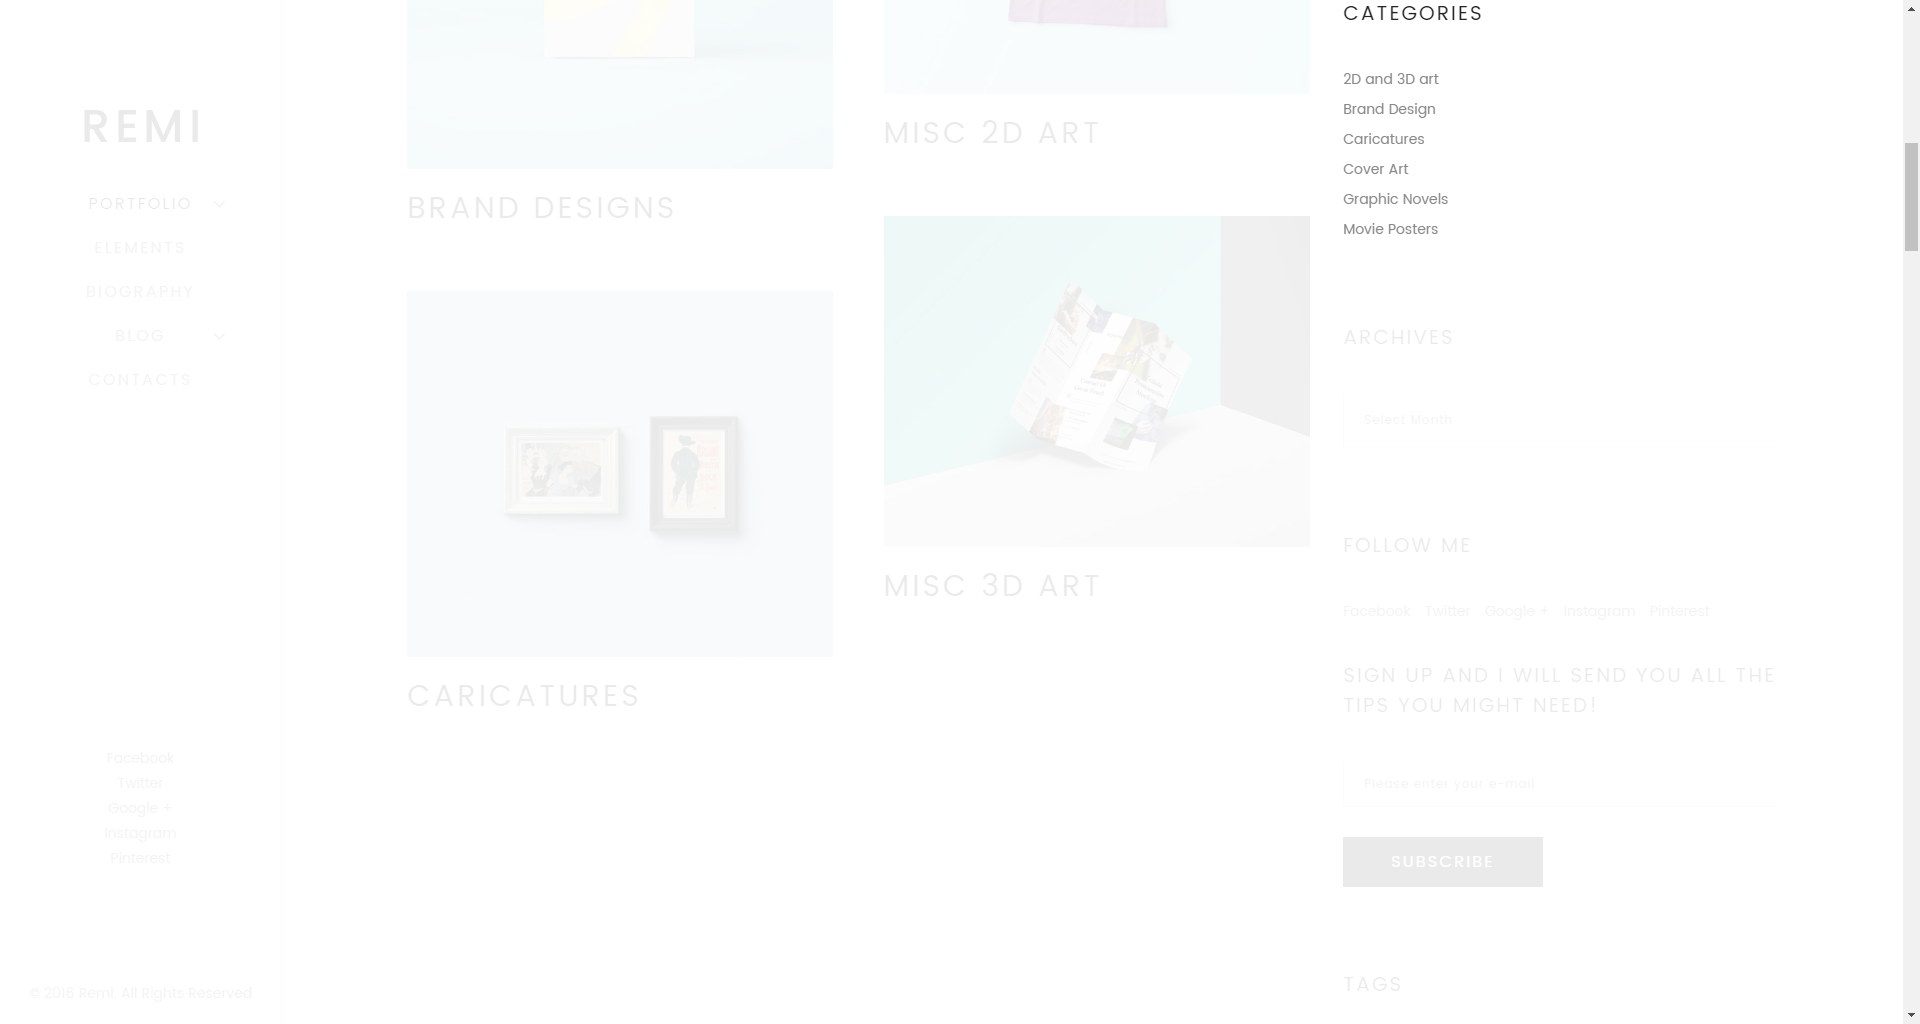 REMI
PORTFOLIO
ELEMENTS
BIOGRAPHY
BLOG
CONTACTS
Facebook
Twitter
Google +
Instagram
Pinterest
© 2016 Remi. All Rights Reserved
BRAND DESIGNS
CARICATURES
MISC 2D ART
MISC 3D ART
CATEGORIES
2D and 3D art
Brand Design
Caricatures
Cover Art
Graphic Novels
Movie Posters
ARCHIVES
Select Month
FOLLOW ME
Facebook Twitter Google + Instagram Pinterest
SIGN UP AND I WILL SEND YOU ALL THE
TIPS YOU MIGHT NEED!
Please enter your e-mail
SUBSCRIBE
TAGS